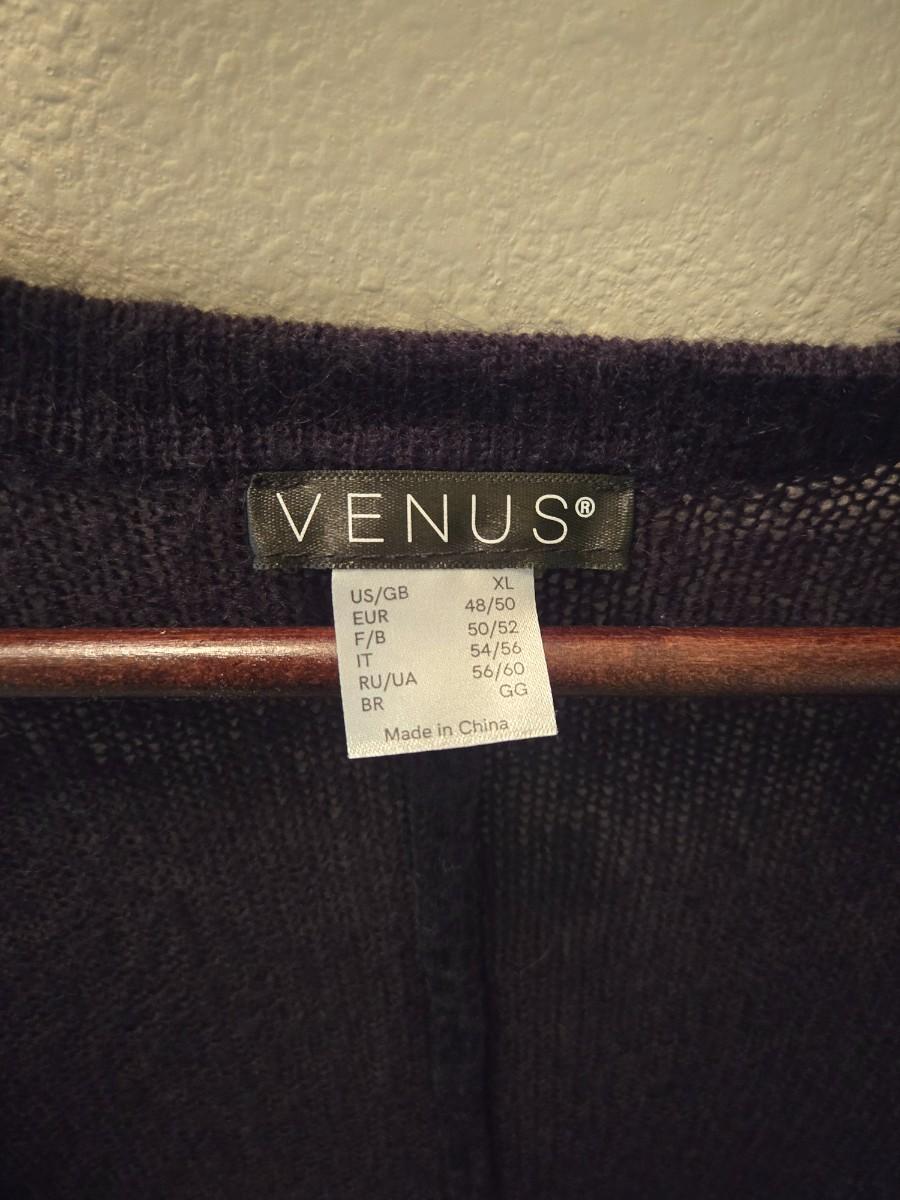 VENUS®
US/GB XL
EUR 48/50
F/B 50/52
IT 54/56
RU/UA 56/60
BR GG
Made in China